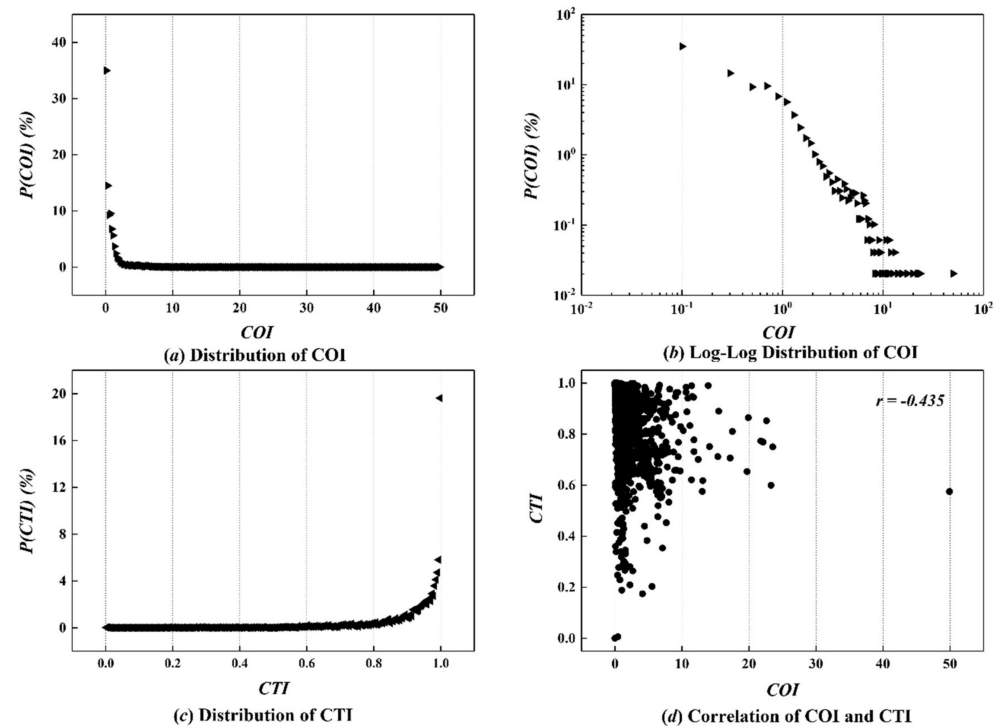 40
30
20
10
0
P(COI) (%)
0 10 20 30 40 50
COI
(a) Distribution of COI
10²
10¹
10⁰
10⁻¹
10⁻²
P(COI) (%)
10⁻² 10⁻¹ 10⁰ 10¹ 10²
COI
(b) Log-Log Distribution of COI
20
16
12
8
4
0
P(CTI) (%)
0.0 0.2 0.4 0.6 0.8 1.0
CTI
(c) Distribution of CTI
1.0
0.8
0.6
0.4
0.2
0.0
CTI
r = -0.435
0 10 20 30 40 50
COI
(d) Correlation of COI and CTI